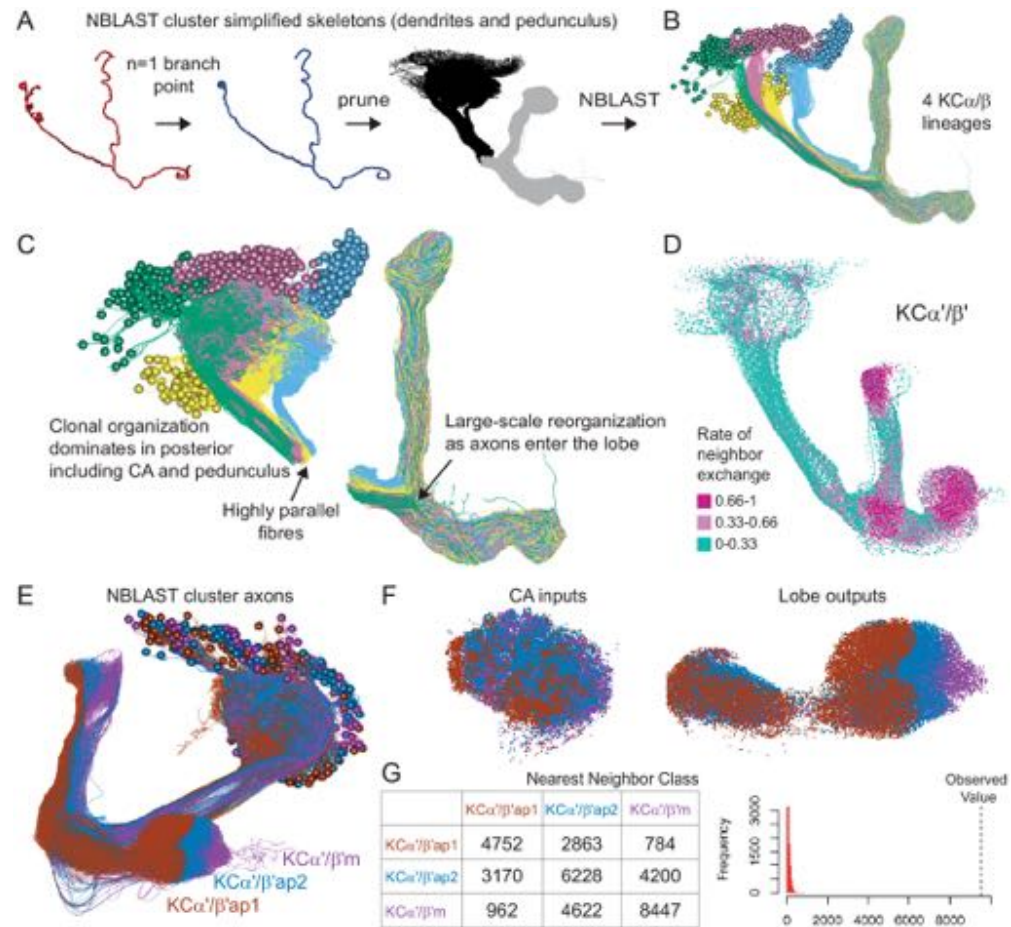 A
NBLAST cluster simplified skeletons (dendrites and pedunculus)
n=1 branch
point
prune
NBLAST
B
4 KCα/β
lineages
C
Clonal organization
dominates in posterior
including CA and pedunculus
Highly parallel
fibres
Large-scale reorganization
as axons enter the lobe
D
KCα'/β'
Rate of
neighbor
exchange
0.66-1
0.33-0.66
0-0.33
E
NBLAST cluster axons
KCα'/β'm
KCα'/β'ap2
KCα'/β'ap1
F
CA inputs
Lobe outputs
G
Nearest Neighbor Class
KCα'/β'ap1 KCα'/β'ap2 KCα'/β'm
KCα'/β'ap1 4752 2863 784
KCα'/β'ap2 3170 6228 4200
KCα'/β'm 962 4622 8447
Observed
Value
Frequency
3000
1500
0
0 2000 4000 6000 8000